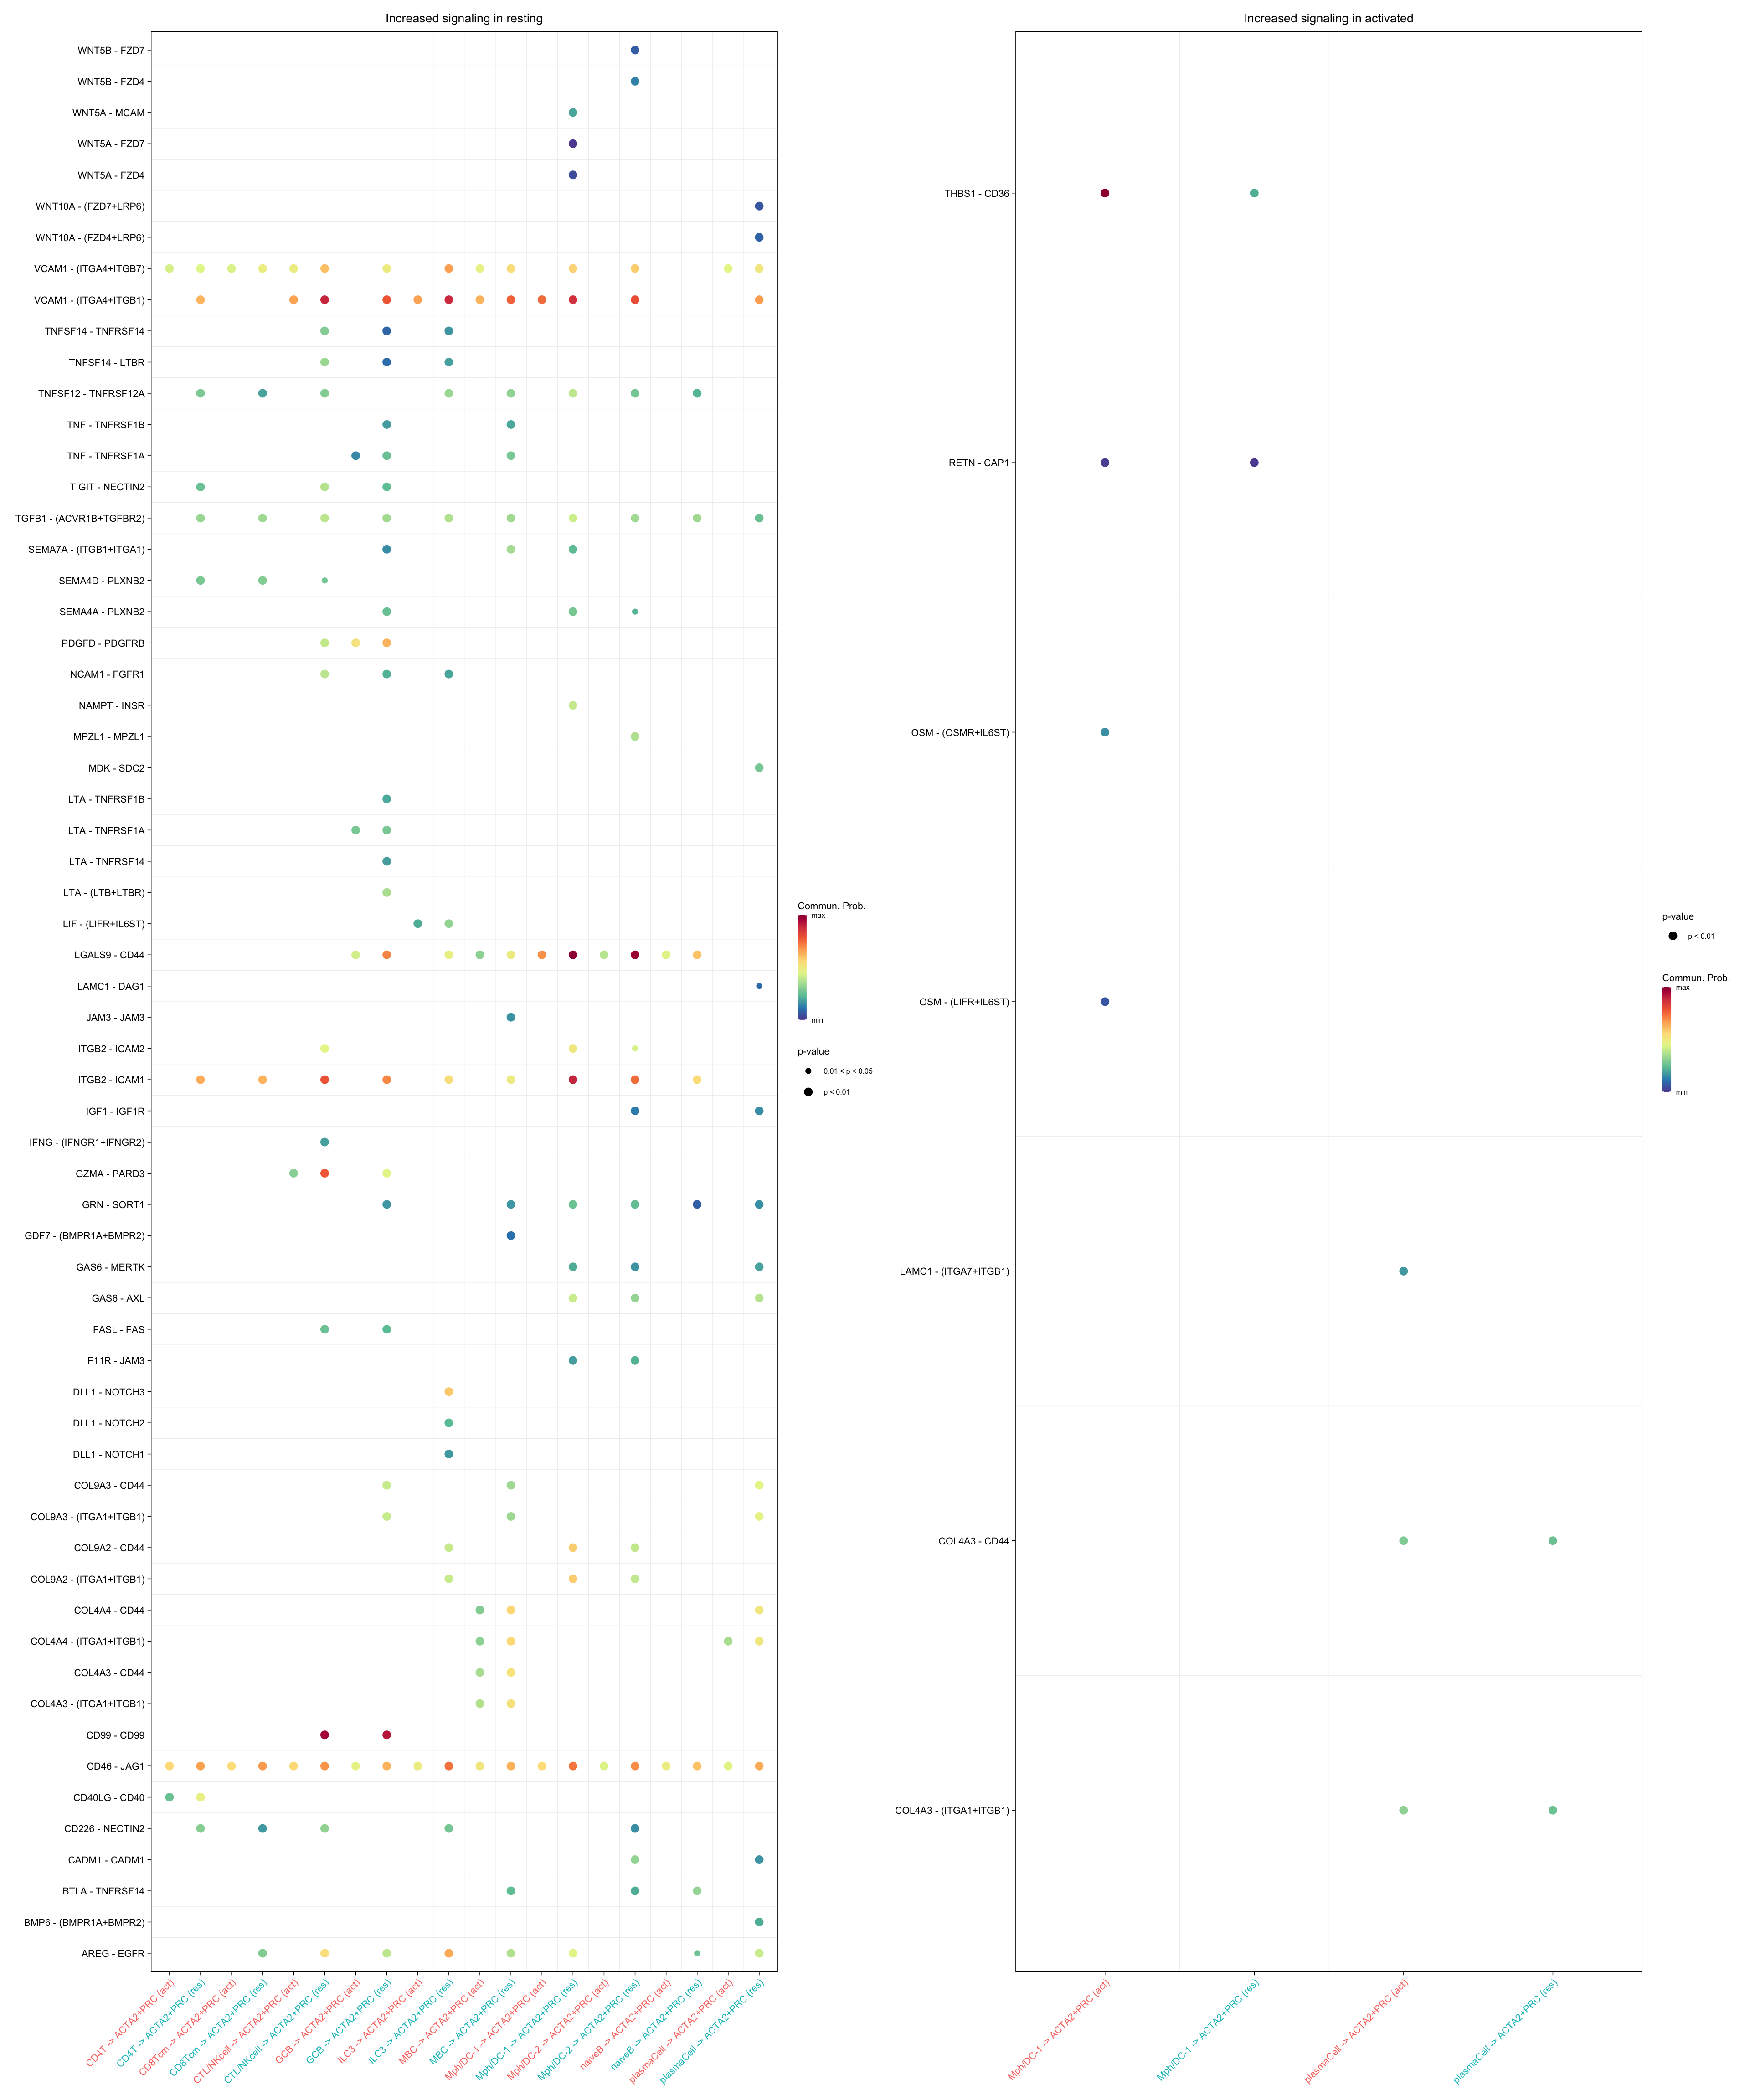 Increased signaling in resting
WNT5B - FZD7
WNT5B - FZD4
WNT5A - MCAM
WNT5A - FZD7
WNT5A - FZD4
WNT10A - (FZD7+LRP6)
WNT10A - (FZD4+LRP6)
VCAM1 - (ITGA4+ITGB7)
VCAM1 - (ITGA4+ITGB1)
TNFSF14 - TNFRSF14
TNFSF14 - LTBR
TNFSF12 - TNFRSF12A
TNF - TNFRSF1B
TNF - TNFRSF1A
TIGIT - NECTIN2
TGFB1 - (ACVR1B+TGFBR2)
SEMA7A - (ITGB1+ITGA1)
SEMA4D - PLXNB2
SEMA4A - PLXNB2
PDGFD - PDGFRB
NCAM1 - FGFR1
NAMPT - INSR
MPZL1 - MPZL1
MDK - SDC2
LTA - TNFRSF1B
LTA - TNFRSF1A
LTA - TNFRSF14
LTA - (LTB+LTBR)
LIF - (LIFR+IL6ST)
LGALS9 - CD44
LAMC1 - DAG1
JAM3 - JAM3
ITGB2 - ICAM2
ITGB2 - ICAM1
IGF1 - IGF1R
IFNG - (IFNGR1+IFNGR2)
GZMA - PARD3
GRN - SORT1
GDF7 - (BMPR1A+BMPR2)
GAS6 - MERTK
GAS6 - AXL
FASL - FAS
F11R - JAM3
DLL1 - NOTCH3
DLL1 - NOTCH2
DLL1 - NOTCH1
COL9A3 - CD44
COL9A3 - (ITGA1+ITGB1)
COL9A2 - CD44
COL9A2 - (ITGA1+ITGB1)
COL4A4 - CD44
COL4A4 - (ITGA1+ITGB1)
COL4A3 - CD44
COL4A3 - (ITGA1+ITGB1)
CD99 - CD99
CD46 - JAG1
CD40LG - CD40
CD226 - NECTIN2
CADM1 - CADM1
BTLA - TNFRSF14
BMP6 - (BMPR1A+BMPR2)
AREG - EGFR
CD4T -> ACTA2+PRC (act)
CD4T -> ACTA2+PRC (res)
CD8Tcm -> ACTA2+PRC (act)
CD8Tcm -> ACTA2+PRC (res)
CTL/NKcell -> ACTA2+PRC (act)
CTL/NKcell -> ACTA2+PRC (res)
GCB -> ACTA2+PRC (act)
GCB -> ACTA2+PRC (res)
ILC3 -> ACTA2+PRC (act)
ILC3 -> ACTA2+PRC (res)
MBC -> ACTA2+PRC (act)
MBC -> ACTA2+PRC (res)
Mph/DC-1 -> ACTA2+PRC (act)
Mph/DC-1 -> ACTA2+PRC (res)
Mph/DC-2 -> ACTA2+PRC (act)
Mph/DC-2 -> ACTA2+PRC (res)
naiveB -> ACTA2+PRC (act)
naiveB -> ACTA2+PRC (res)
plasmaCell -> ACTA2+PRC (act)
plasmaCell -> ACTA2+PRC (res)
Commun. Prob.
max
min
p-value
0.01 < p < 0.05
p < 0.01
Increased signaling in activated
THBS1 - CD36
RETN - CAP1
OSM - (OSMR+IL6ST)
OSM - (LIFR+IL6ST)
LAMC1 - (ITGA7+ITGB1)
COL4A3 - CD44
COL4A3 - (ITGA1+ITGB1)
Mph/DC-1 -> ACTA2+PRC (act)
Mph/DC-1 -> ACTA2+PRC (res)
plasmaCell -> ACTA2+PRC (act)
plasmaCell -> ACTA2+PRC (res)
p-value
p < 0.01
Commun. Prob.
max
min